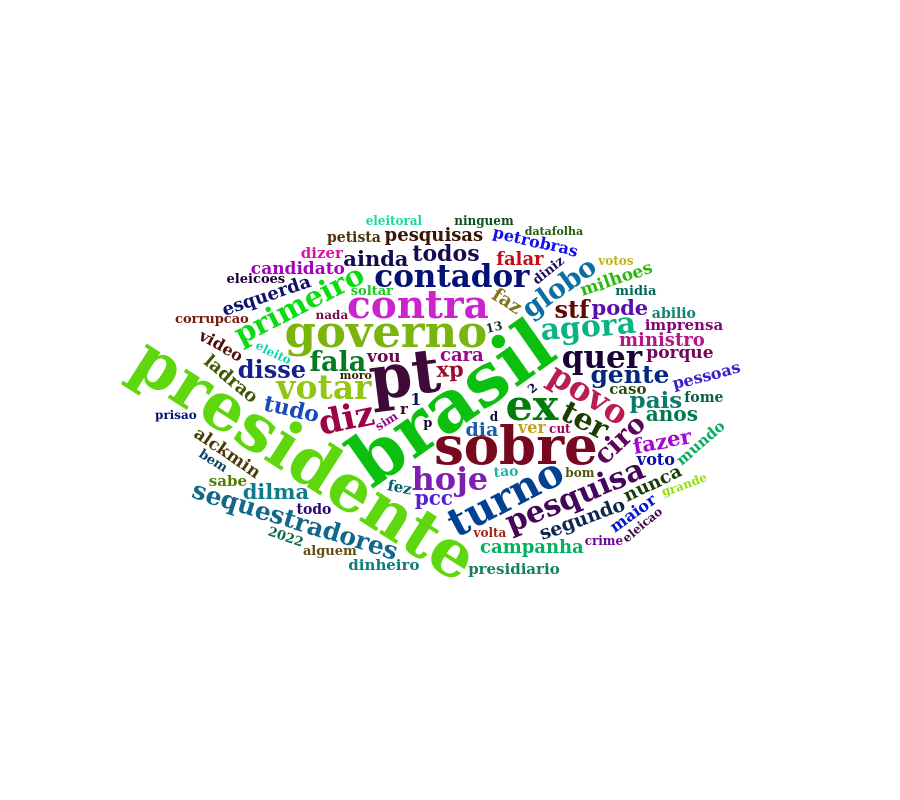 eleitoral
ninguem
datafolha
petista
pesquisas
petrobras
dizer
ainda
todos
falar
votos
candidato
contador
diniz
globo
milhoes
eleicoes
esquerda
primeiro
soltar
contra
faz
stf
pode
midia
abilio
corrupcao
nada
governo
13
agora
imprensa
video
eleito
fala
vou
cara
brasil
quer
ministro
porque
ladrao
disse
moro
pt
xp
gente
pessoas
presidente
votar
1
2
povo
caso
pais
fome
prisao
tudo
diz
r
sim
p
d
ex
ter
anos
alckmin
dia
ver
cut
ciro
fazer
mundo
bem
sobre
voto
sabe
dilma
hoje
tao
bom
nunca
grande
sequestradores
todo
fez
pcc
turno
pesquisa
segundo
maior
eleicao
2022
alguem
volta
campanha
crime
dinheiro
presidiario